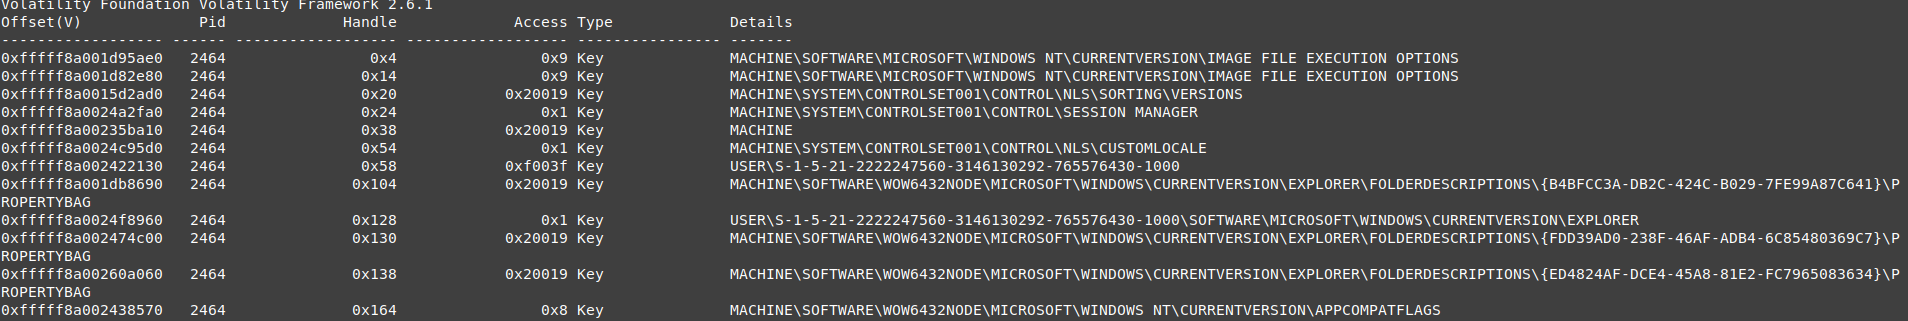 Volatility Foundation Volatility Framework 2.6.1
Offset(V)             Pid             Handle             Access Type             Details
------------------ ------ ------------------ ------------------ ---------------- -------
0xfffff8a001d95ae0   2464                0x4                0x9 Key              MACHINE\SOFTWARE\MICROSOFT\WINDOWS NT\CURRENTVERSION\IMAGE FILE EXECUTION OPTIONS
0xfffff8a001d82e80   2464               0x14                0x9 Key              MACHINE\SOFTWARE\MICROSOFT\WINDOWS NT\CURRENTVERSION\IMAGE FILE EXECUTION OPTIONS
0xfffff8a0015d2ad0   2464               0x20            0x20019 Key              MACHINE\SYSTEM\CONTROLSET001\CONTROL\NLS\SORTING\VERSIONS
0xfffff8a0024a2fa0   2464               0x24                0x1 Key              MACHINE\SYSTEM\CONTROLSET001\CONTROL\SESSION MANAGER
0xfffff8a00235ba10   2464               0x38            0x20019 Key              MACHINE
0xfffff8a0024c95d0   2464               0x54                0x1 Key              MACHINE\SYSTEM\CONTROLSET001\CONTROL\NLS\CUSTOMLOCALE
0xfffff8a002422130   2464               0x58            0xf003f Key              USER\S-1-5-21-2222247560-3146130292-765576430-1000
0xfffff8a001db8690   2464              0x104            0x20019 Key              MACHINE\SOFTWARE\WOW6432NODE\MICROSOFT\WINDOWS\CURRENTVERSION\EXPLORER\FOLDERDESCRIPTIONS\{B4BFCC3A-DB2C-424C-B029-7FE99A87C641}\P
ROPERTYBAG
0xfffff8a0024f8960   2464              0x128                0x1 Key              USER\S-1-5-21-2222247560-3146130292-765576430-1000\SOFTWARE\MICROSOFT\WINDOWS\CURRENTVERSION\EXPLORER
0xfffff8a002474c00   2464              0x130            0x20019 Key              MACHINE\SOFTWARE\WOW6432NODE\MICROSOFT\WINDOWS\CURRENTVERSION\EXPLORER\FOLDERDESCRIPTIONS\{FDD39AD0-238F-46AF-ADB4-6C85480369C7}\P
ROPERTYBAG
0xfffff8a00260a060   2464              0x138            0x20019 Key              MACHINE\SOFTWARE\WOW6432NODE\MICROSOFT\WINDOWS\CURRENTVERSION\EXPLORER\FOLDERDESCRIPTIONS\{ED4824AF-DCE4-45A8-81E2-FC7965083634}\P
ROPERTYBAG
0xfffff8a002438570   2464              0x164                0x8 Key              MACHINE\SOFTWARE\WOW6432NODE\MICROSOFT\WINDOWS NT\CURRENTVERSION\APPCOMPATFLAGS